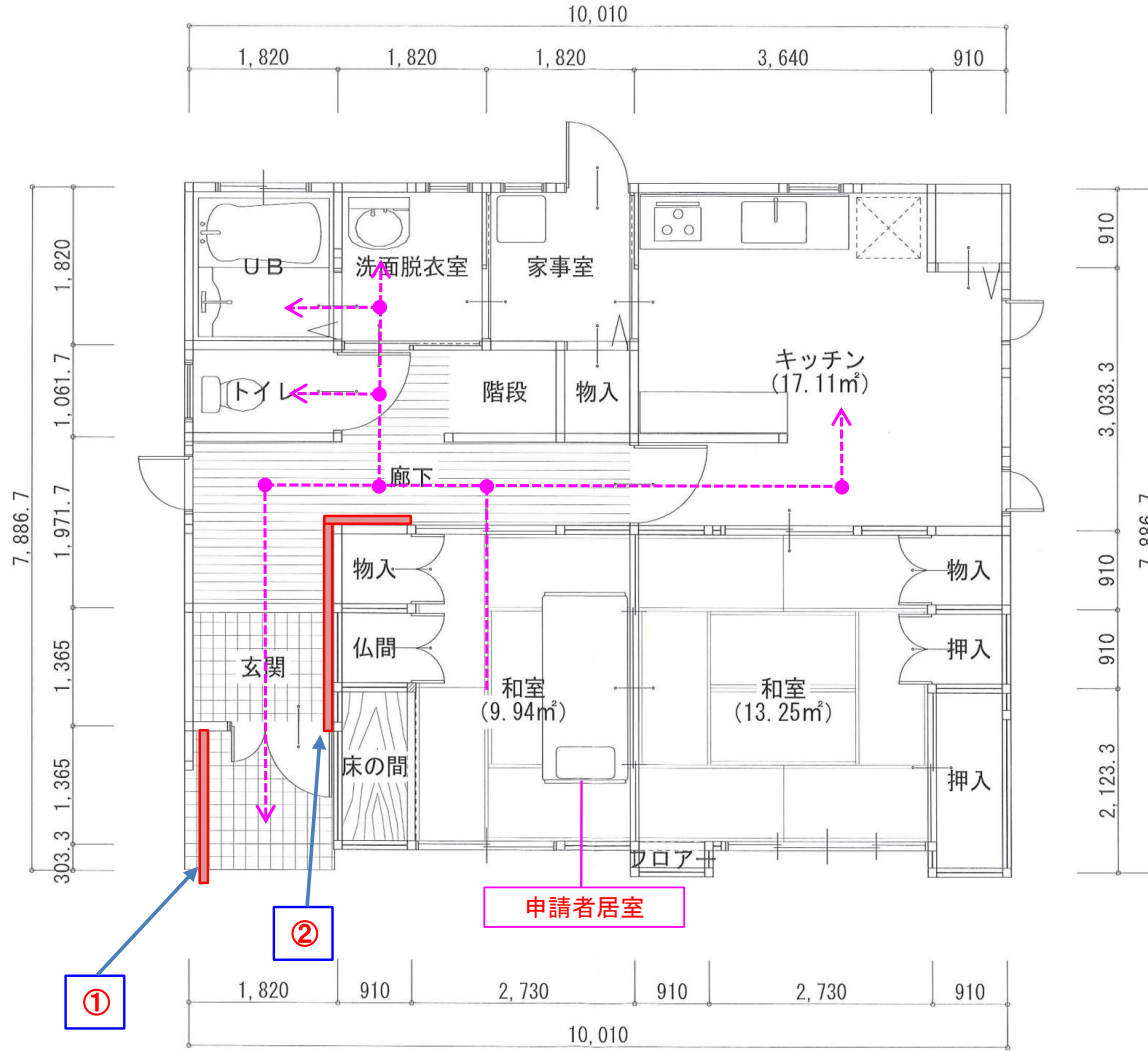 10,010
1,820
1,820
1,820
3,640
910
UB
洗面脱衣室
家事室
トイレ
階段
物入
キッチン
(17.11㎡)
廊下
物入
物入
仏間
押入
玄関
和室
(9.94㎡)
和室
(13.25㎡)
床の間
押入
フロアー
申請者居室
①
②
7,886.7
1,820
1,061.7
1,971.7
1,365
1,365
303.3
910
3,033.3
910
910
2,123.3
7,886.7
1,820
910
2,730
910
2,730
910
10,010